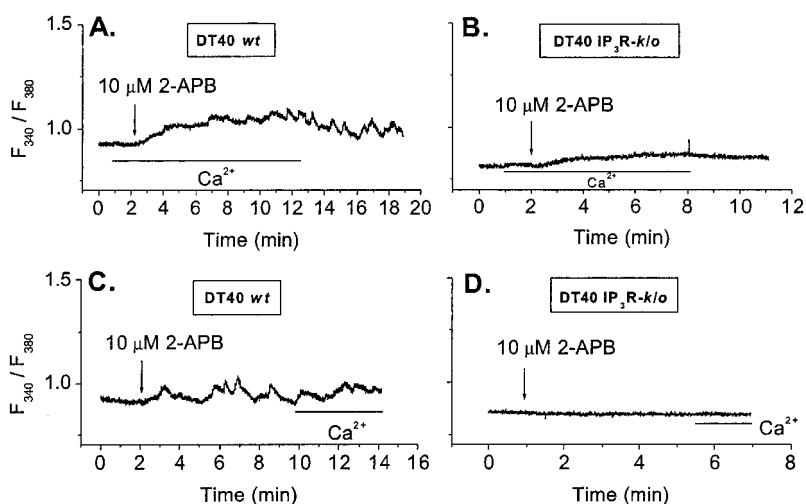 A.
DT40 wt
10 μM 2-APB
Ca²⁺
F₃₄₀ / F₃₈₀
1.5
1.0
0 2 4 6 8 10 12 14 16 18 20
Time (min)
B.
DT40 IP₃R-k/o
10 μM 2-APB
Ca²⁺
0 2 4 6 8 10 12
Time (min)
C.
DT40 wt
10 μM 2-APB
Ca²⁺
F₃₄₀ / F₃₈₀
1.5
1.0
0 2 4 6 8 10 12 14 16
Time (min)
D.
DT40 IP₃R-k/o
10 μM 2-APB
Ca²⁺
0 2 4 6 8
Time (min)